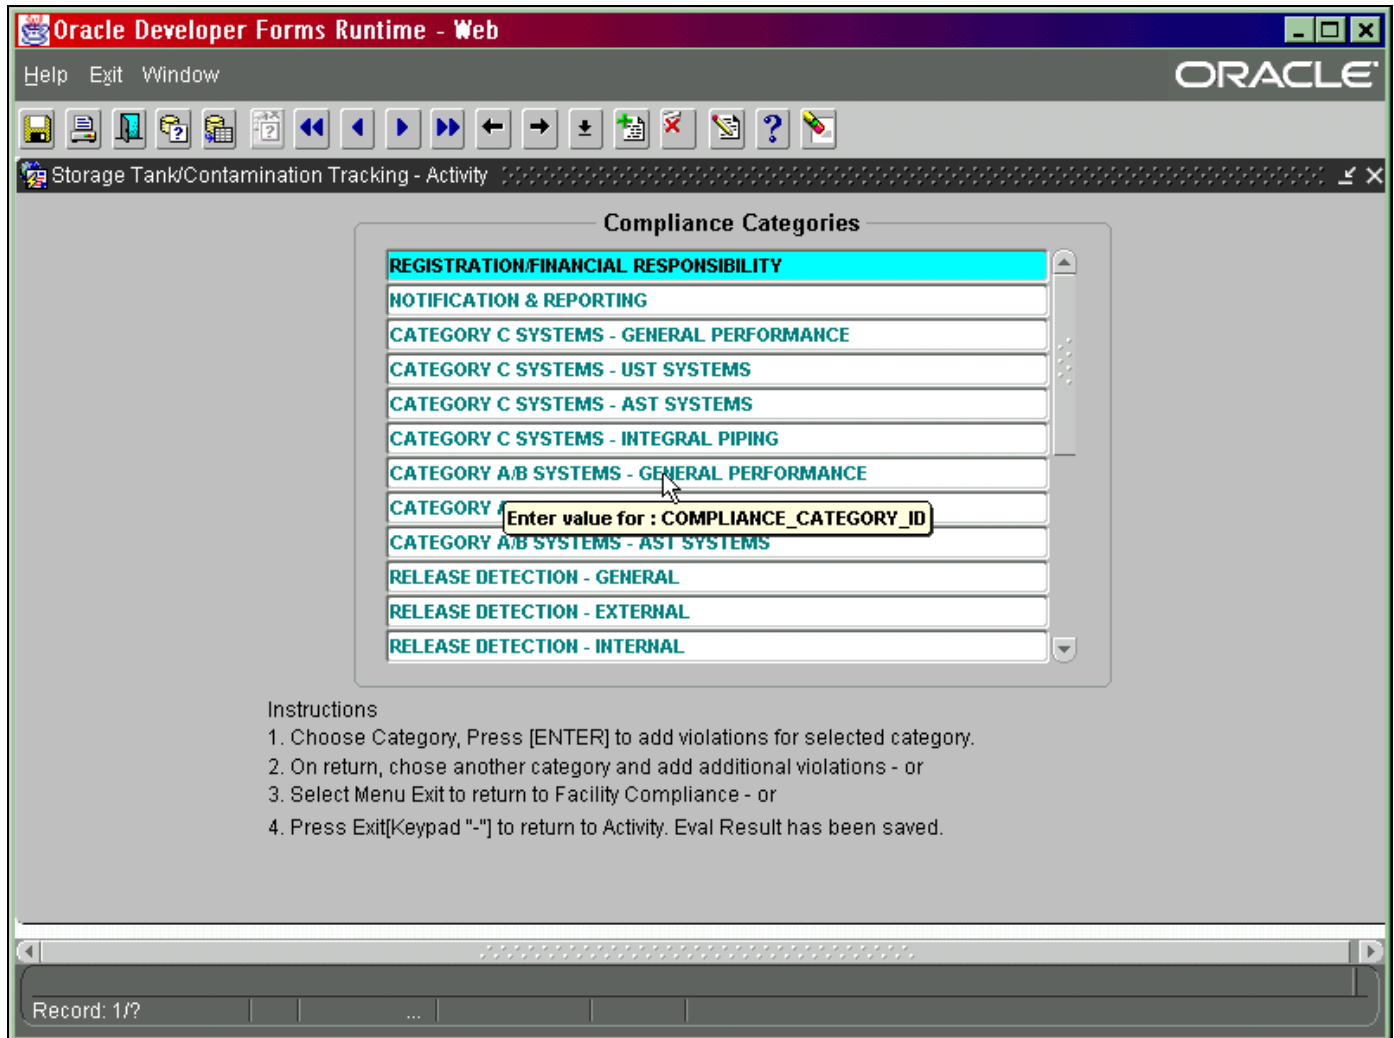 Oracle Developer Forms Runtime - Web
Help Exit Window
ORACLE
Storage Tank/Contamination Tracking - Activity
Compliance Categories
REGISTRATION/FINANCIAL RESPONSIBILITY
NOTIFICATION & REPORTING
CATEGORY C SYSTEMS - GENERAL PERFORMANCE
CATEGORY C SYSTEMS - UST SYSTEMS
CATEGORY C SYSTEMS - AST SYSTEMS
CATEGORY C SYSTEMS - INTEGRAL PIPING
CATEGORY A/B SYSTEMS - GENERAL PERFORMANCE
CATEGORY
Enter value for : COMPLIANCE_CATEGORY_ID
CATEGORY A/B SYSTEMS - AST SYSTEMS
RELEASE DETECTION - GENERAL
RELEASE DETECTION - EXTERNAL
RELEASE DETECTION - INTERNAL
Instructions
1. Choose Category, Press [ENTER] to add violations for selected category.
2. On return, chose another category and add additional violations - or
3. Select Menu Exit to return to Facility Compliance - or
4. Press Exit[Keypad "-"] to return to Activity. Eval Result has been saved.
Record: 1/?
...